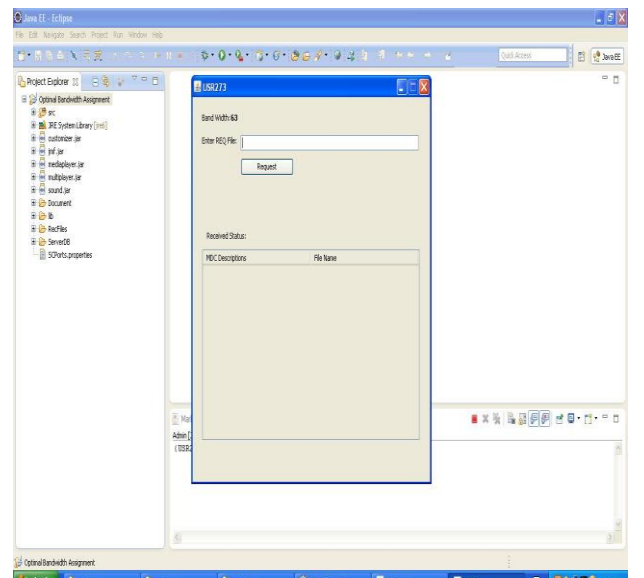 Java EE - Eclipse
File Edit Navigate Search Project Run Window Help
Quick Access
Java EE
Project Explorer
Optimal Bandwidth Assignment
src
JRE System Library [jre6]
customizer.jar
jmf.jar
mediaplayer.jar
multiplayer.jar
sound.jar
Document
lib
RecFiles
ServerDB
SCPorts.properties
USR273
Band Width:63
Enter REQ File:
Request
Received Status:
MDC Descriptions File Name
Mar
Admin [
(USR2
Optimal Bandwidth Assignment